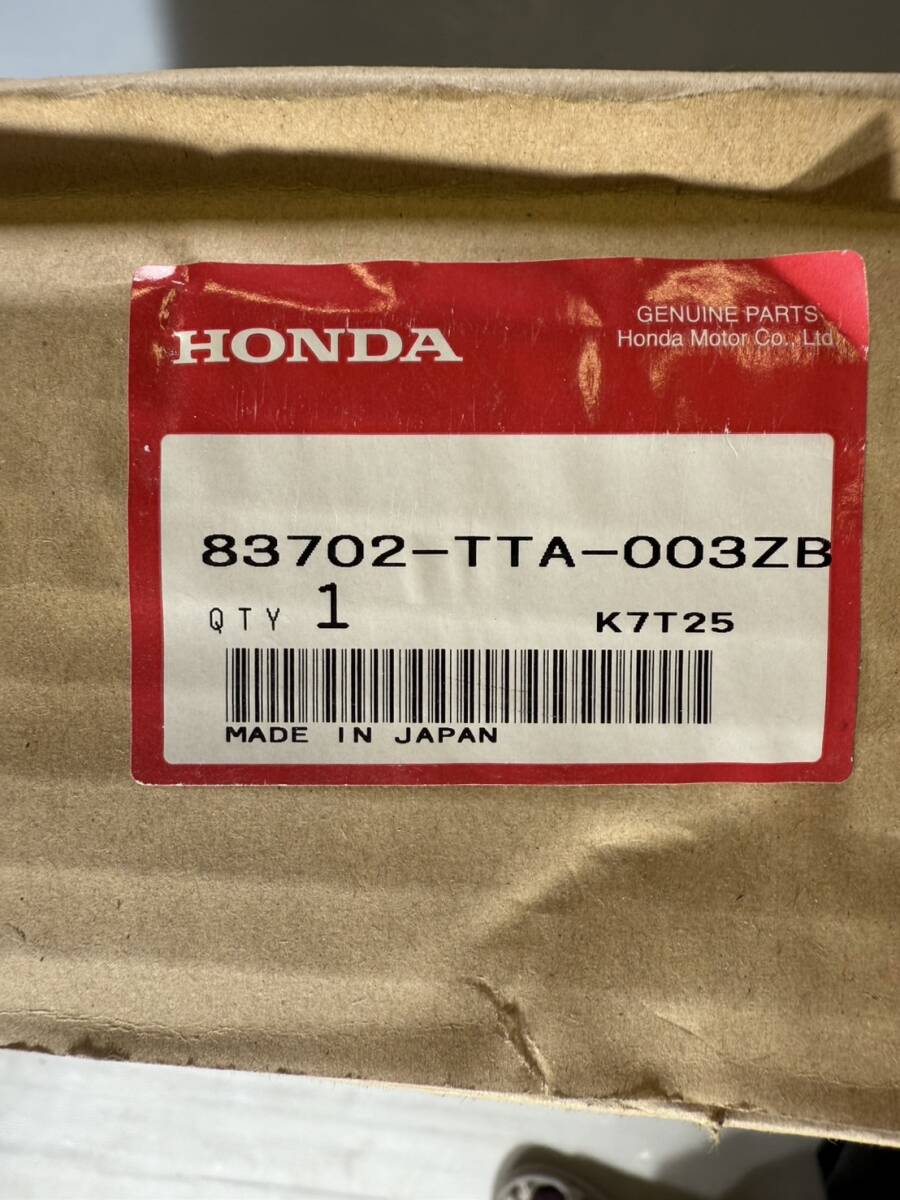 HONDA
GENUINE PARTS
Honda Motor Co., Ltd.
83702-TTA-003ZB
QTY 1 K7T25
MADE IN JAPAN